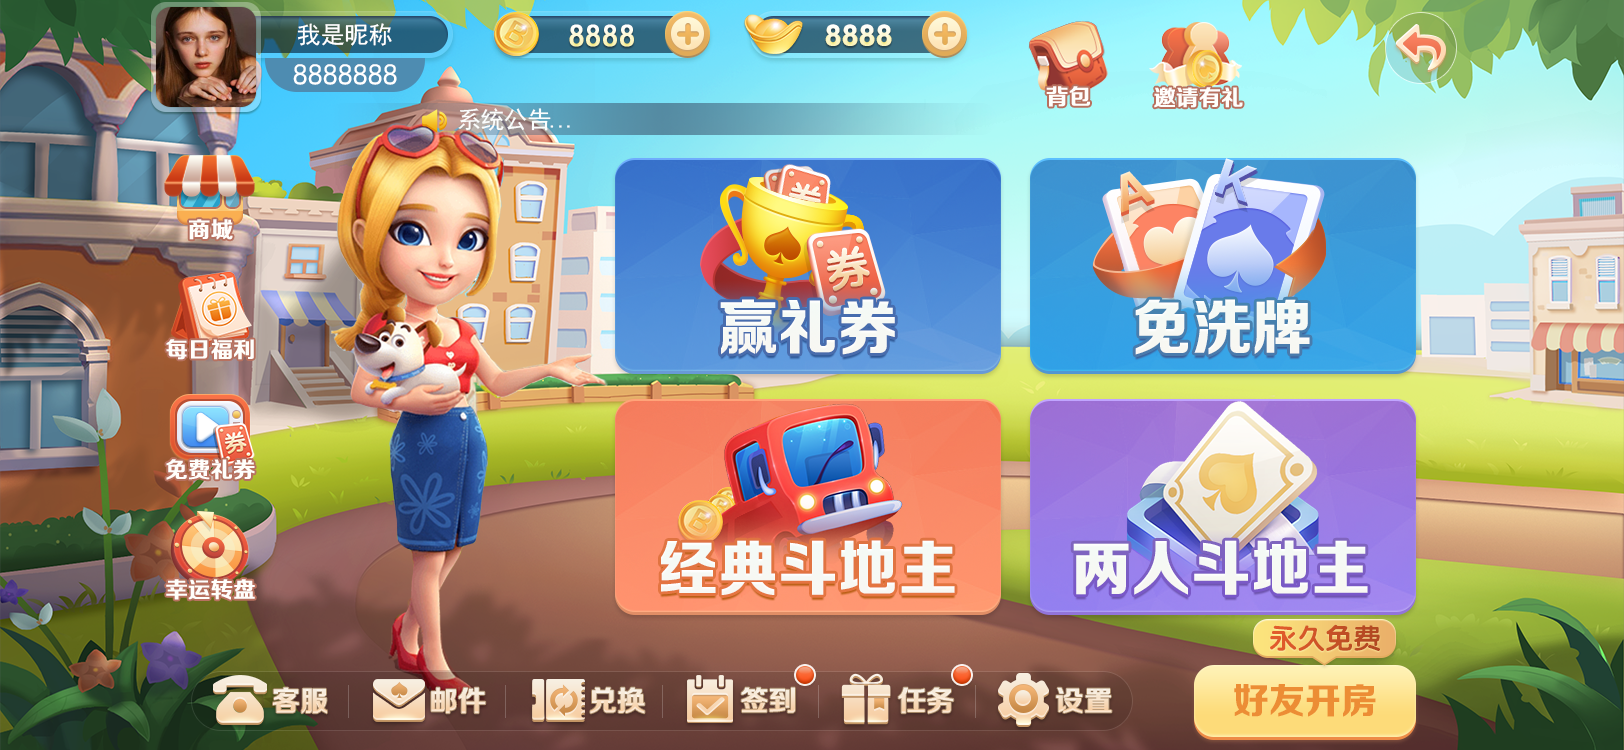 我是昵称
8888888
8888
8888
背包
邀请有礼
系统公告...
商城
每日福利
券
免费礼券
幸运转盘
券
券
赢礼券
A
K
免洗牌
经典斗地主
两人斗地主
永久免费
好友开房
客服
邮件
兑换
签到
任务
设置